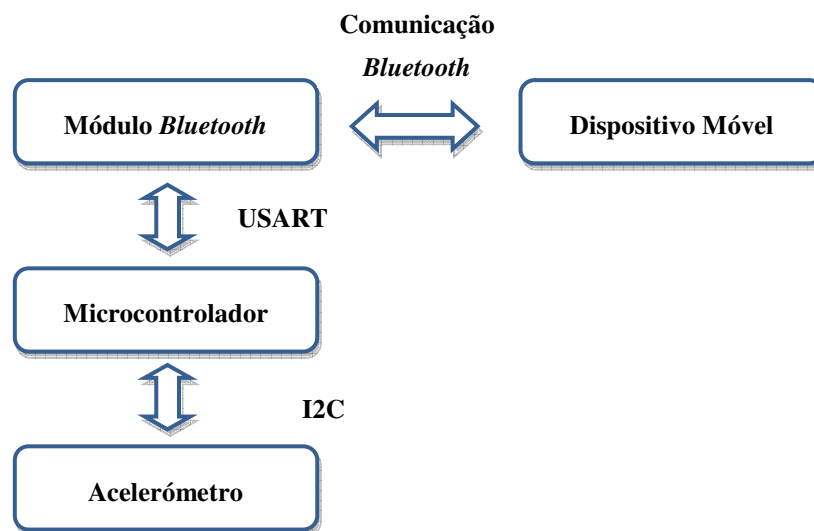 Comunicação
Bluetooth
Módulo Bluetooth
Dispositivo Móvel
USART
Microcontrolador
I2C
Acelerómetro